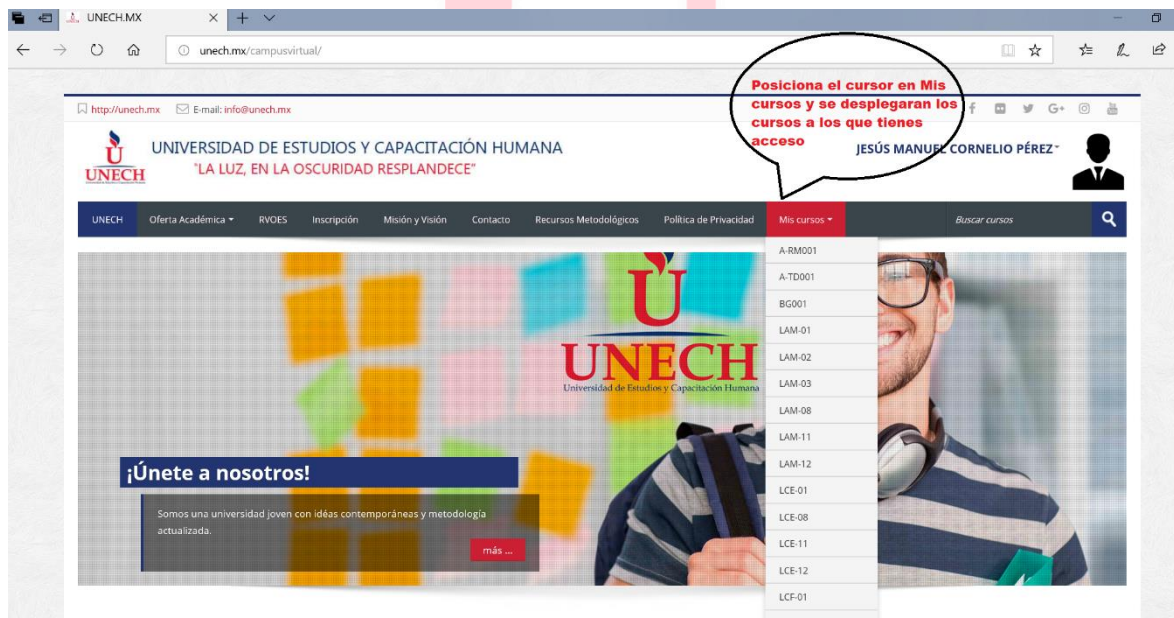 UNECH.MX
unech.mx/campusvirtual/
Posiciona el cursor en Mis
cursos y se desplegaran los
cursos a los que tienes
acceso
http://unech.mx E-mail: info@unech.mx
UNECH
UNIVERSIDAD DE ESTUDIOS Y CAPACITACIÓN HUMANA
"LA LUZ, EN LA OSCURIDAD RESPLANDECE"
JESÚS MANUEL CORNELIO PÉREZ
UNECH Oferta Académica RVOES Inscripción Misión y Visión Contacto Recursos Metodológicos Política de Privacidad Mis cursos Buscar cursos
A-RM001
A-TD001
BG001
LAM-01
LAM-02
LAM-03
LAM-08
LAM-11
LAM-12
LCE-01
LCE-08
LCE-11
LCE-12
LCF-01
UNECH
Universidad de Estudios y Capacitación Humana
¡Únete a nosotros!
Somos una universidad joven con idéas contemporáneas y metodología
actualizada.
más ...